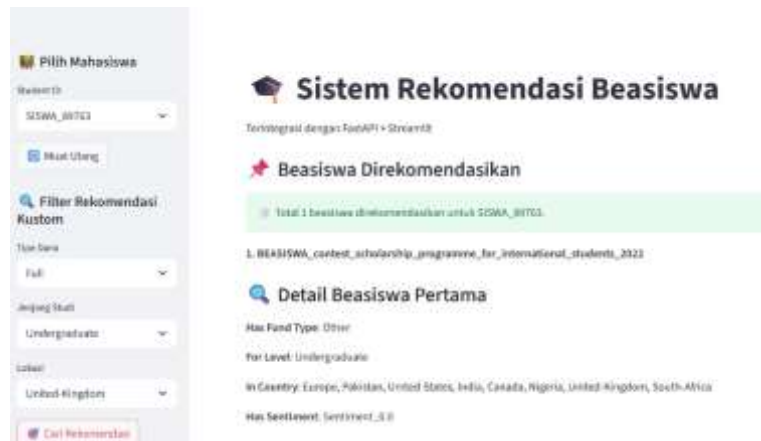 Pilih Mahasiswa
Student ID
SISWA_89763
Muat Ulang
Filter Rekomendasi
Kustom
Tipe Dana
Full
Jenjang Studi
Undergraduate
Lokasi
United-Kingdom
Cari Rekomendasi
Sistem Rekomendasi Beasiswa
Terintegrasi dengan FastAPI + Streamlit
Beasiswa Direkomendasikan
Total 1 beasiswa direkomendasikan untuk SISWA_89763.
1. BEASISWA_contest_scholarship_programme_for_international_students_2022
Detail Beasiswa Pertama
Has Fund Type: Other
For Level: Undergraduate
In Country: Europe, Pakistan, United States, India, Canada, Nigeria, United-Kingdom, South-Africa
Has Sentiment: Sentiment_0.0